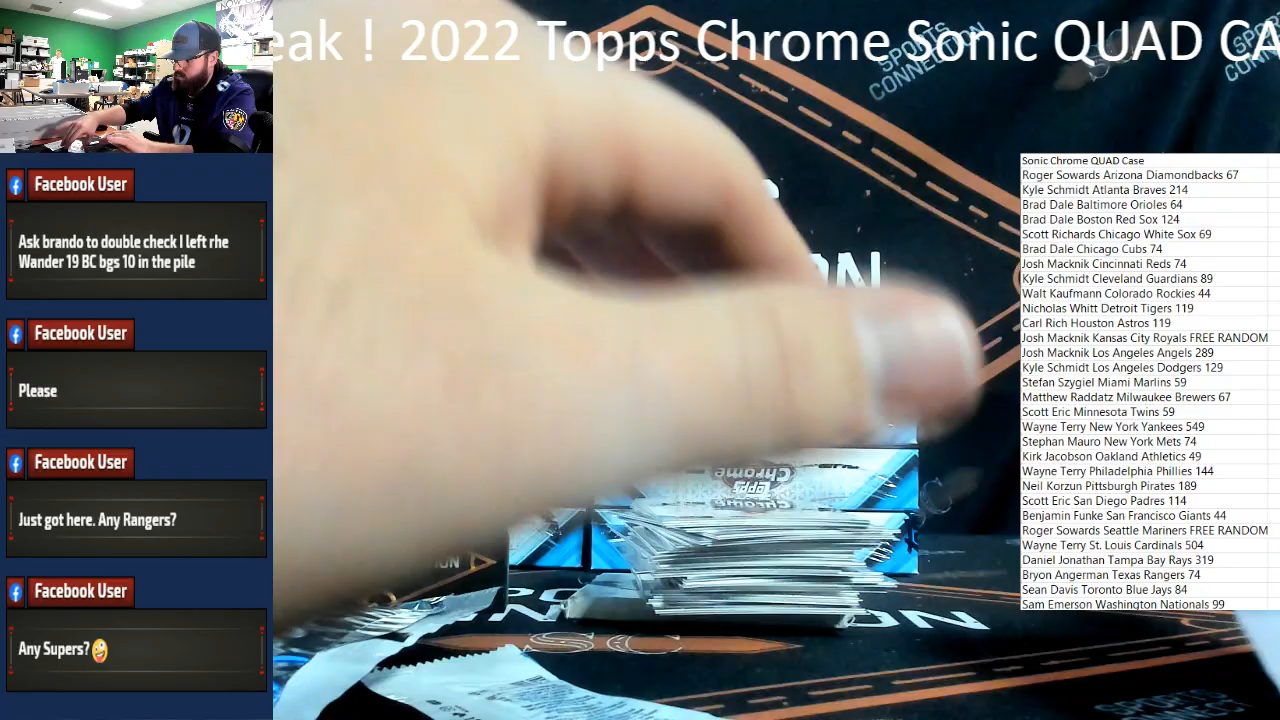 eak ! 2022 Topps Chrome Sonic QUAD CA
SPORTS
CONNECTION
Facebook User
Ask brando to double check I left rhe
Wander 19 BC bgs 10 in the pile
Facebook User
Please
Facebook User
Just got here. Any Rangers?
Facebook User
Any Supers?🤪
Sonic Chrome QUAD Case
Roger Sowards Arizona Diamondbacks 67
Kyle Schmidt Atlanta Braves 214
Brad Dale Baltimore Orioles 64
Brad Dale Boston Red Sox 124
Scott Richards Chicago White Sox 69
Brad Dale Chicago Cubs 74
Josh Macknik Cincinnati Reds 74
Kyle Schmidt Cleveland Guardians 89
Walt Kaufmann Colorado Rockies 44
Nicholas Whitt Detroit Tigers 119
Carl Rich Houston Astros 119
Josh Macknik Kansas City Royals FREE RANDOM
Josh Macknik Los Angeles Angels 289
Kyle Schmidt Los Angeles Dodgers 129
Stefan Szygiel Miami Marlins 59
Matthew Raddatz Milwaukee Brewers 67
Scott Eric Minnesota Twins 59
Wayne Terry New York Yankees 549
Stephan Mauro New York Mets 74
Kirk Jacobson Oakland Athletics 49
Wayne Terry Philadelphia Phillies 144
Neil Korzun Pittsburgh Pirates 189
Scott Eric San Diego Padres 114
Benjamin Funke San Francisco Giants 44
Roger Sowards Seattle Mariners FREE RANDOM
Wayne Terry St. Louis Cardinals 504
Daniel Jonathan Tampa Bay Rays 319
Bryon Angerman Texas Rangers 74
Sean Davis Toronto Blue Jays 84
Sam Emerson Washington Nationals 99
Topps
Chrome
SC